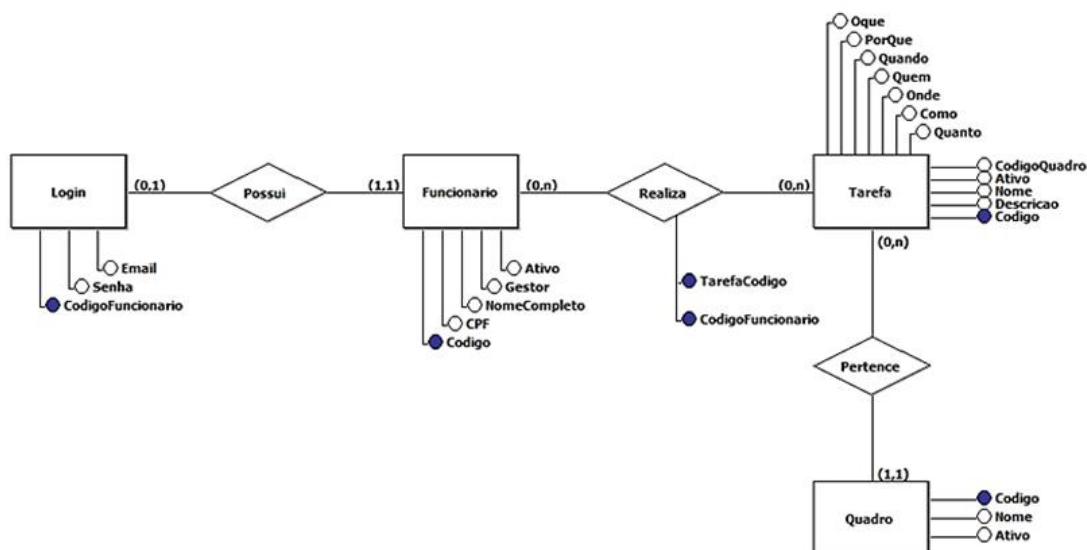 Oque
PorQue
Quando
Quem
Onde
Como
Quanto
Login
(0,1)
Possui
(1,1)
Funcionario
(0,n)
Realiza
(0,n)
Tarefa
CodigoQuadro
Ativo
Nome
Descricao
Codigo
Email
Senha
CodigoFuncionario
Ativo
Gestor
NomeCompleto
CPF
Codigo
TarefaCodigo
CodigoFuncionario
(0,n)
Pertence
(1,1)
Quadro
Codigo
Nome
Ativo